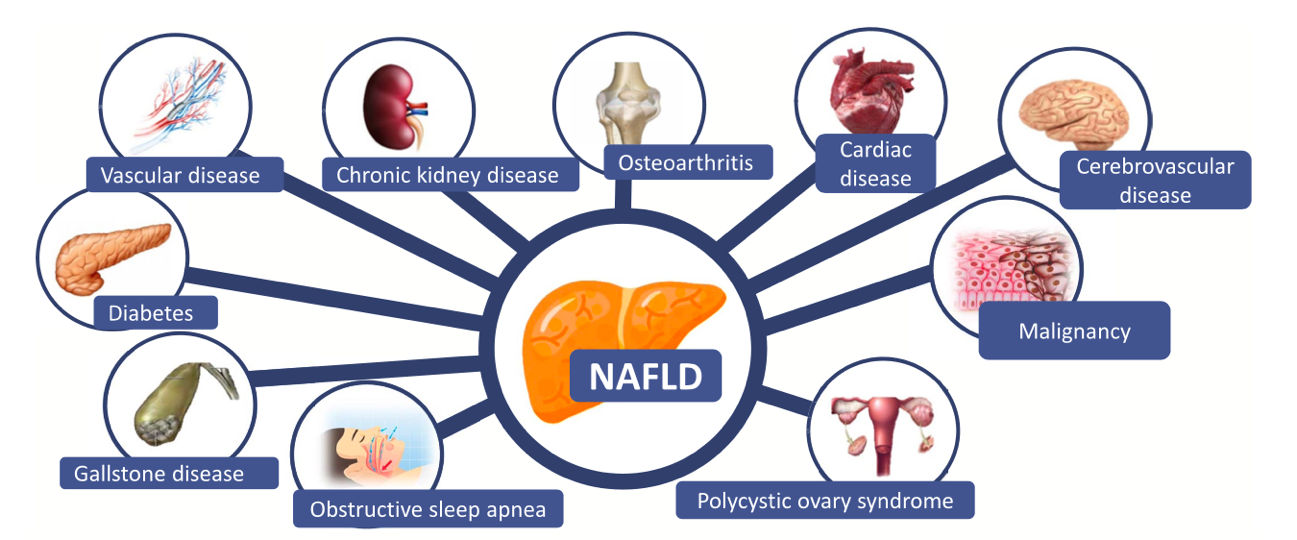 Vascular disease
Chronic kidney disease
Osteoarthritis
Cardiac
disease
Cerebrovascular
disease
Diabetes
Malignancy
NAFLD
Gallstone disease
Obstructive sleep apnea
Polycystic ovary syndrome